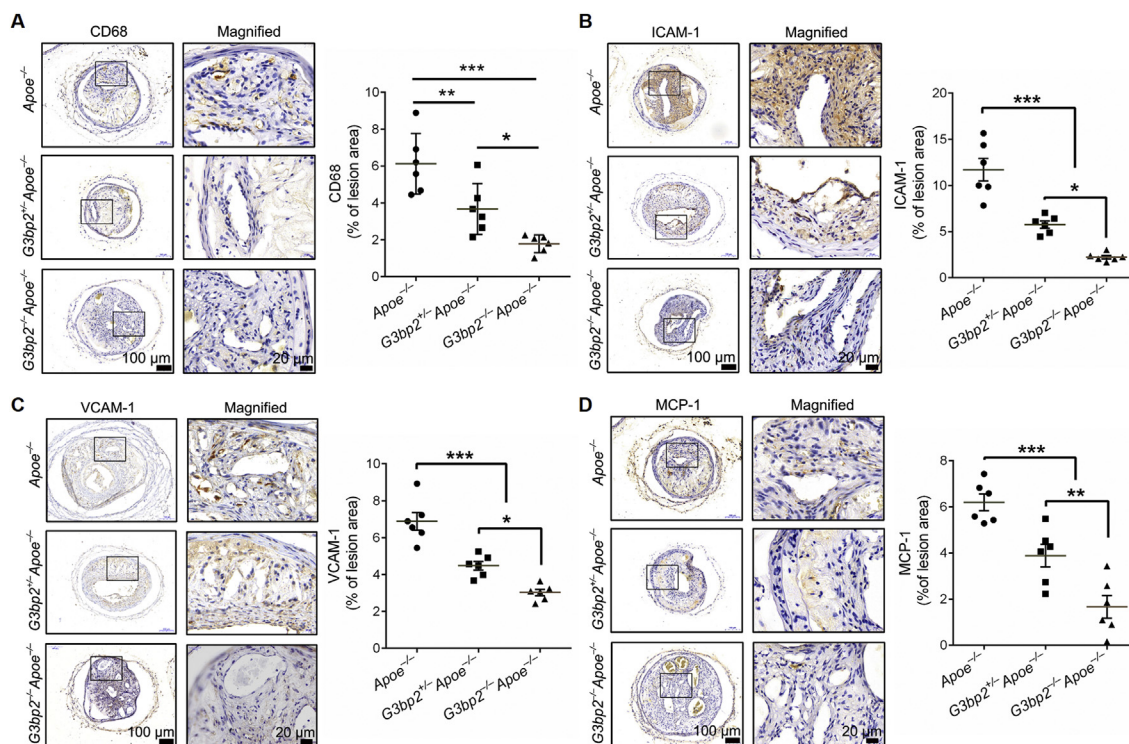 A
CD68
Magnified
Apoe–/–
G3bp2+/– Apoe–/–
G3bp2–/– Apoe–/–
100 µm
20 µm
***
**
*
10
8
6
4
2
0
CD68
(% of lesion area)
Apoe–/–
G3bp2+/– Apoe–/–
G3bp2–/– Apoe–/–
B
ICAM-1
Magnified
Apoe–/–
G3bp2+/– Apoe–/–
G3bp2–/– Apoe–/–
100 µm
20 µm
***
*
20
15
10
5
0
ICAM-1
(% of lesion area)
Apoe–/–
G3bp2+/– Apoe–/–
G3bp2–/– Apoe–/–
C
VCAM-1
Magnified
Apoe–/–
G3bp2+/– Apoe–/–
G3bp2–/– Apoe–/–
100 µm
20 µm
***
*
10
8
6
4
2
0
VCAM-1
(% of lesion area)
Apoe–/–
G3bp2+/– Apoe–/–
G3bp2–/– Apoe–/–
D
MCP-1
Magnified
Apoe–/–
G3bp2+/– Apoe–/–
G3bp2–/– Apoe–/–
100 µm
20 µm
***
**
8
6
4
2
0
MCP-1
(%of lesion area)
Apoe–/–
G3bp2+/– Apoe–/–
G3bp2–/– Apoe–/–